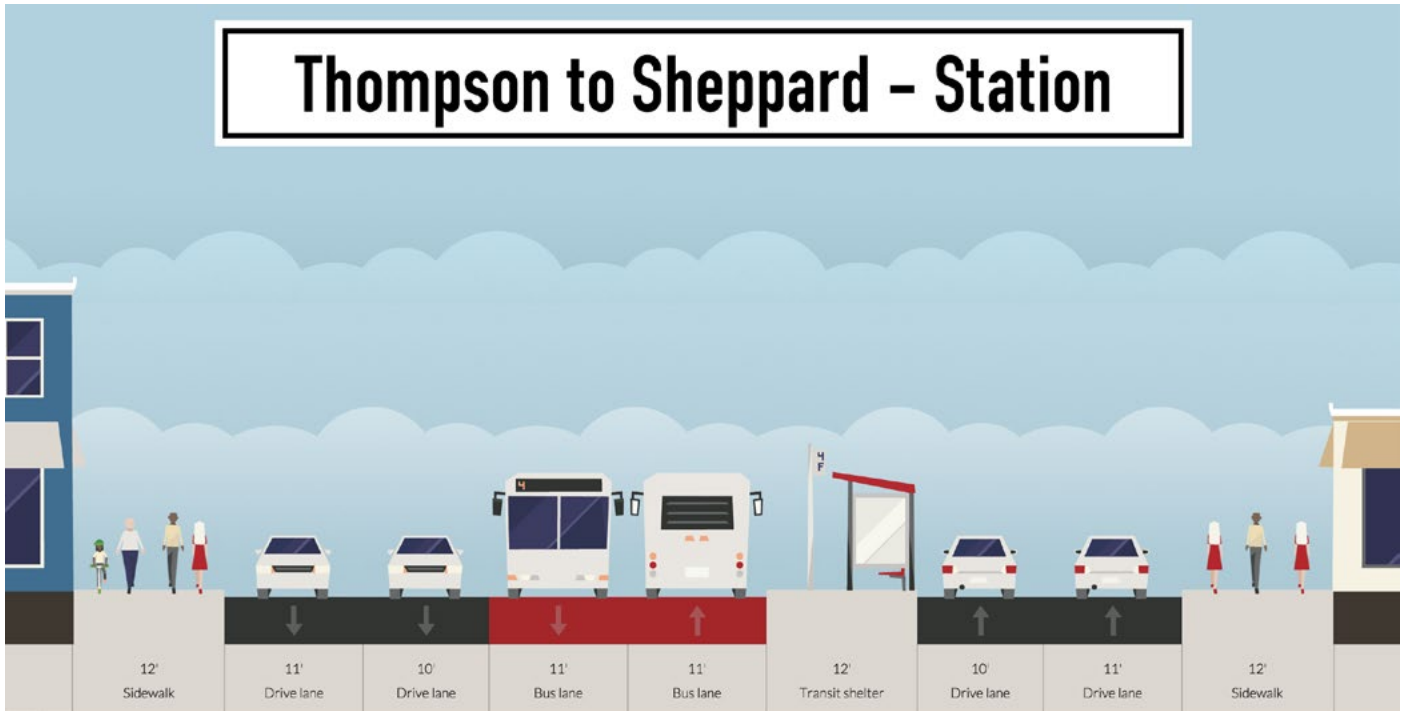 Thompson to Sheppard – Station
4
4
F
12'
Sidewalk
11'
Drive lane
10'
Drive lane
11'
Bus lane
11'
Bus lane
12'
Transit shelter
10'
Drive lane
11'
Drive lane
12'
Sidewalk